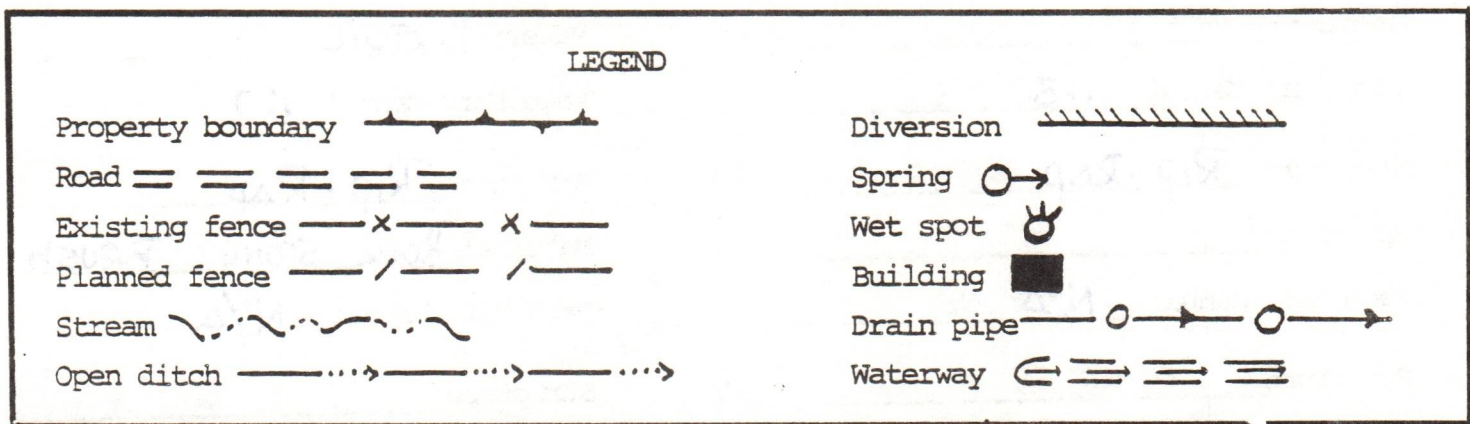 LEGEND
Property boundary
Road
Existing fence
Planned fence
Stream
Open ditch
Diversion
Spring
Wet spot
Building
Drain pipe
Waterway